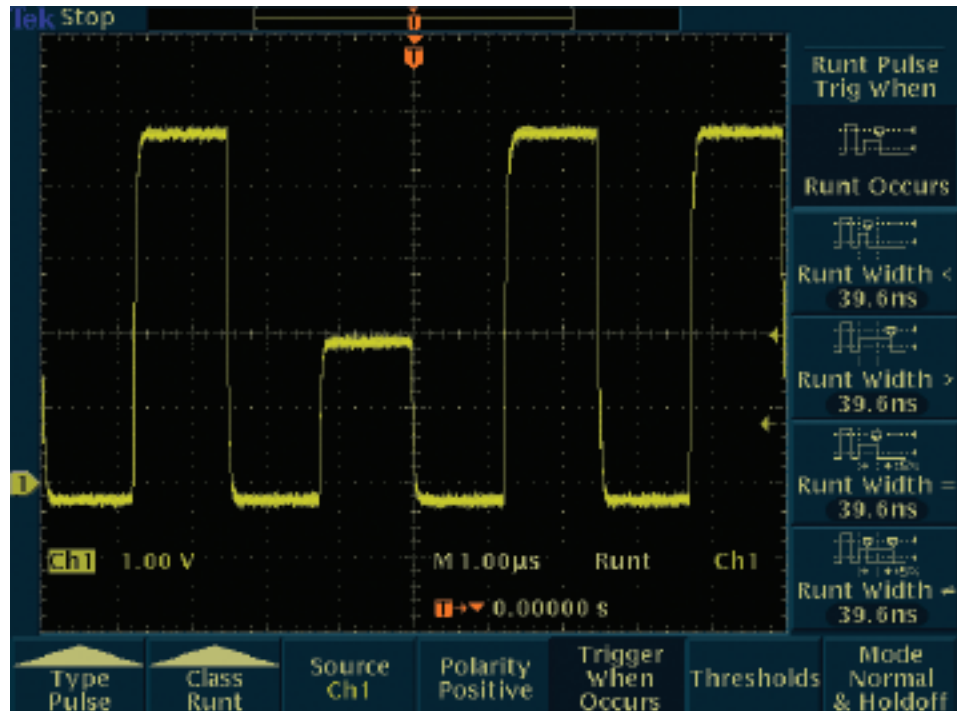 Tek Stop
T
T
Runt Pulse
Trig When
Runt Occurs
Runt Width <
39.6ns
Runt Width >
39.6ns
Runt Width =
39.6ns
Runt Width ≠
39.6ns
1
Ch1 1.00 V M 1.00µs Runt Ch1
T→▼ 0.00000 s
Type
Pulse
Class
Runt
Source
Ch1
Polarity
Positive
Trigger
When
Occurs
Thresholds
Mode
Normal
& Holdoff